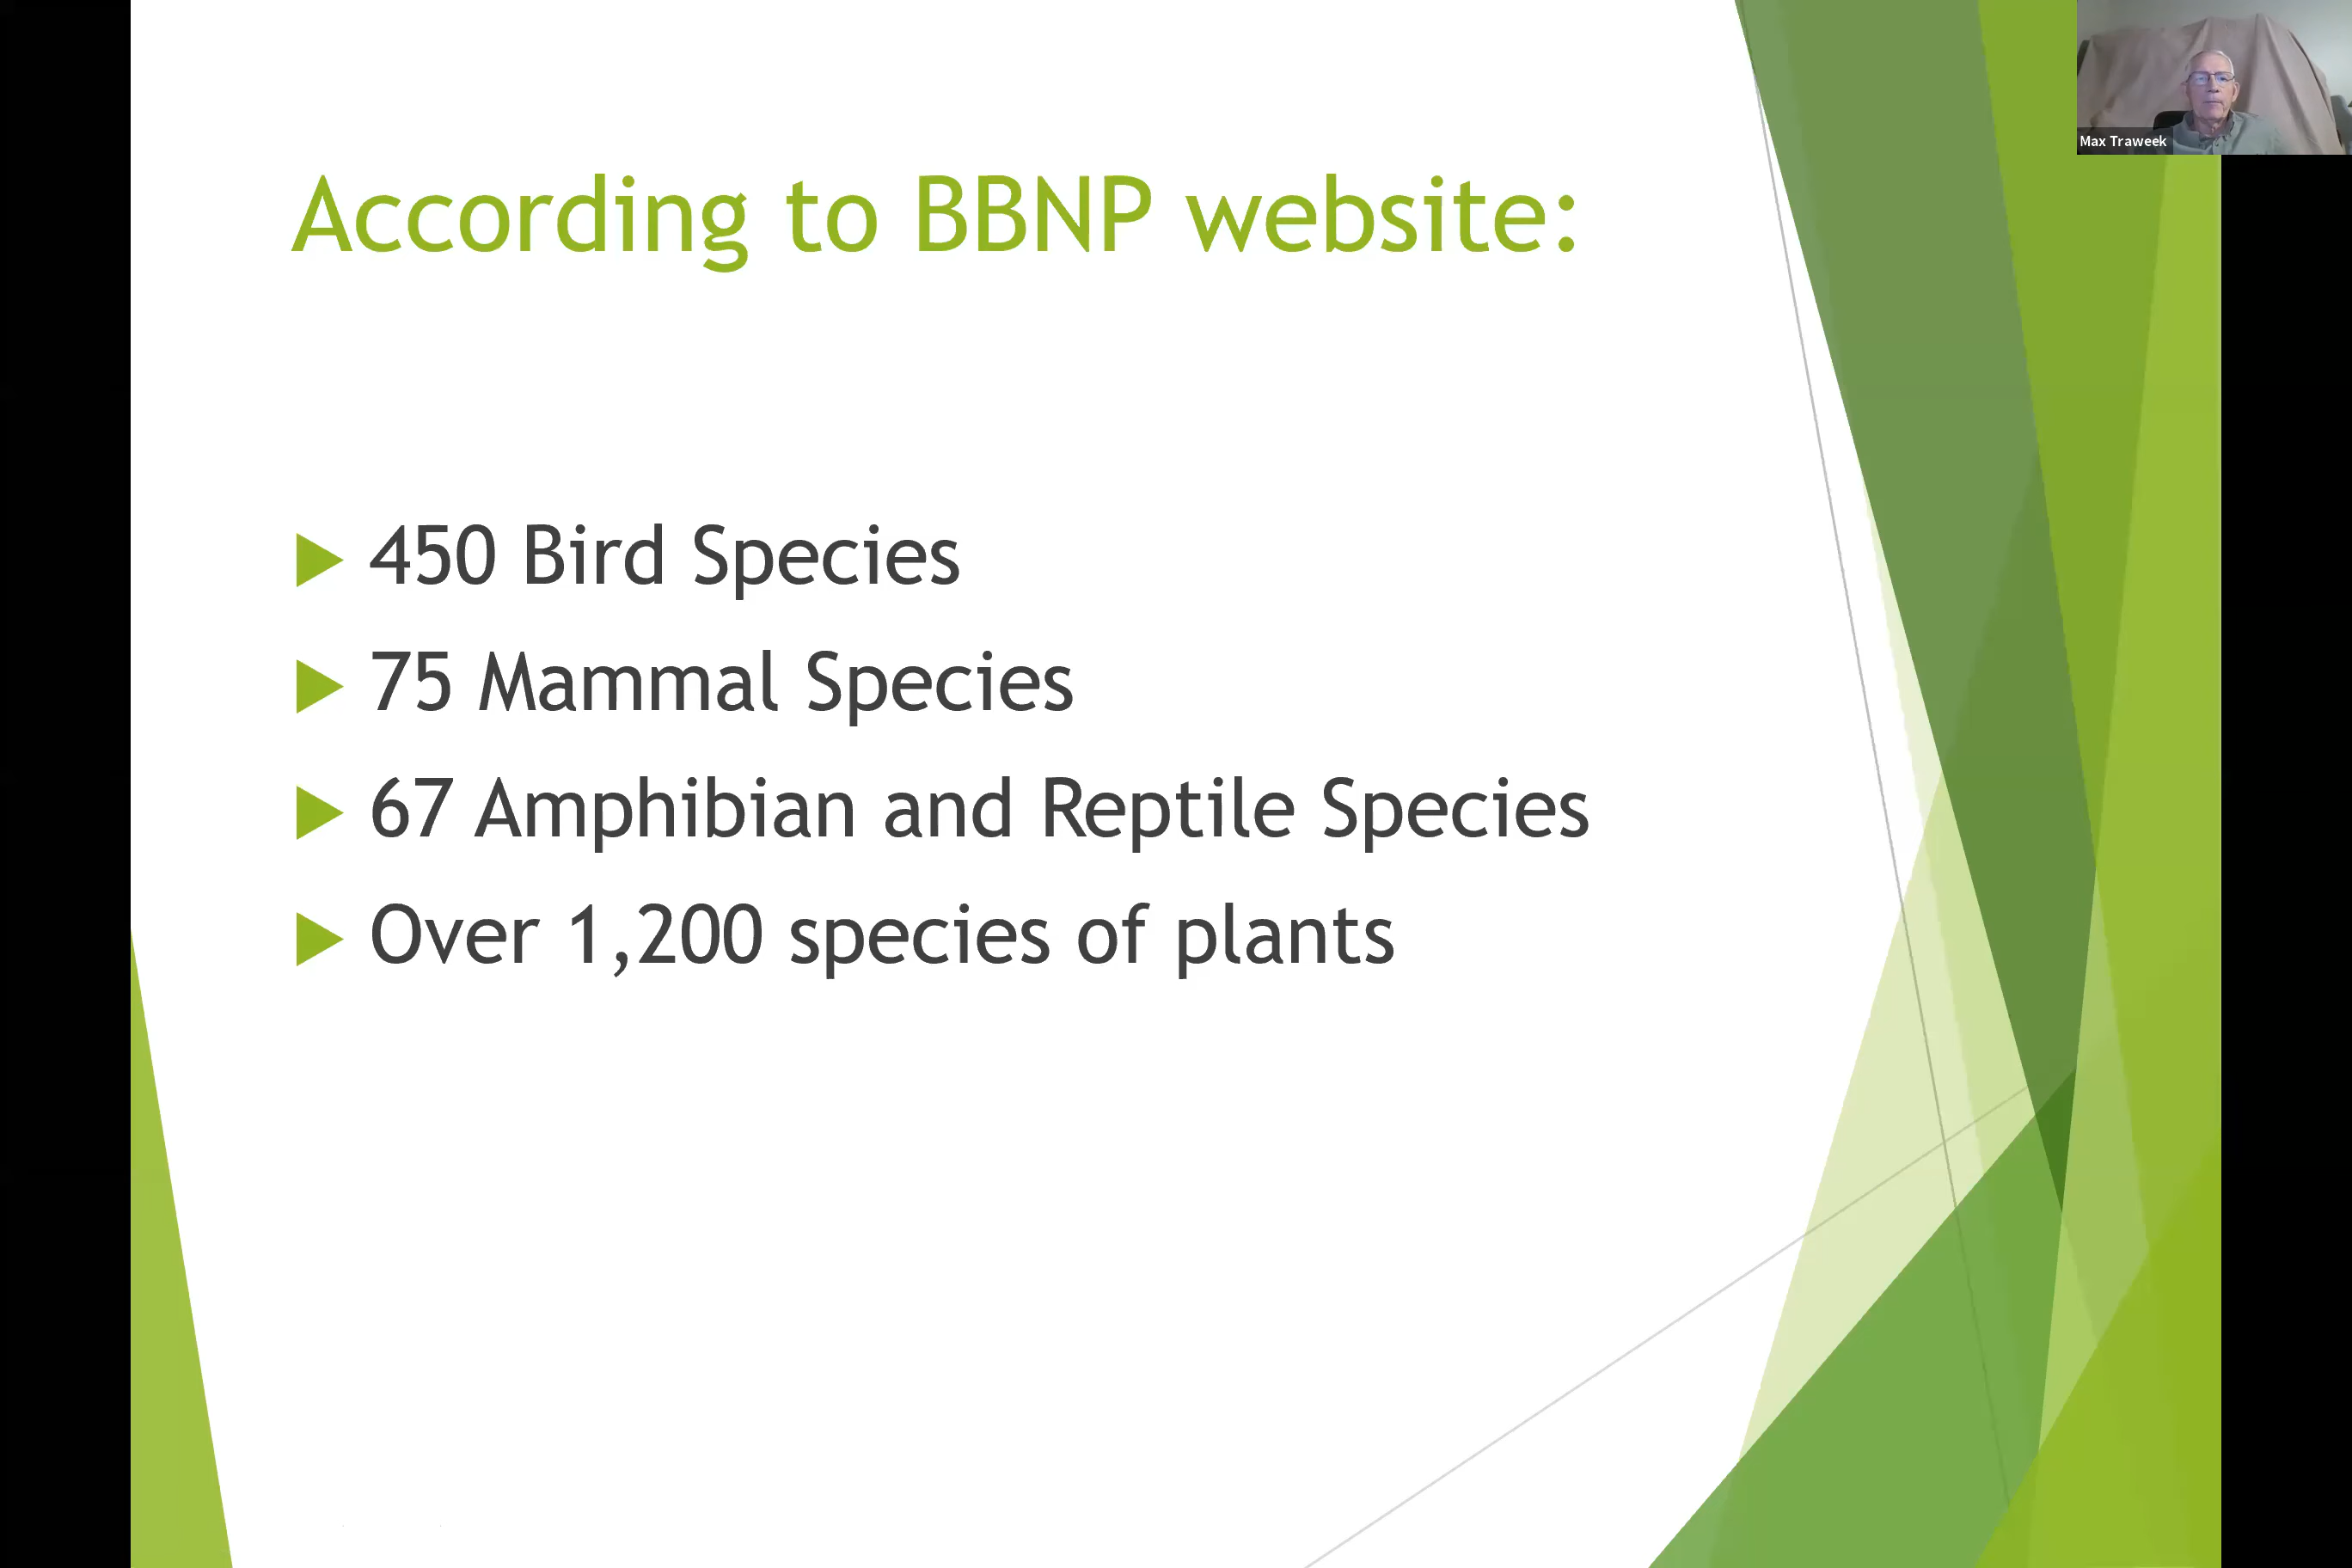 According to BBNP website:
450 Bird Species
75 Mammal Species
67 Amphibian and Reptile Species
Over 1,200 species of plants
Max Traweek